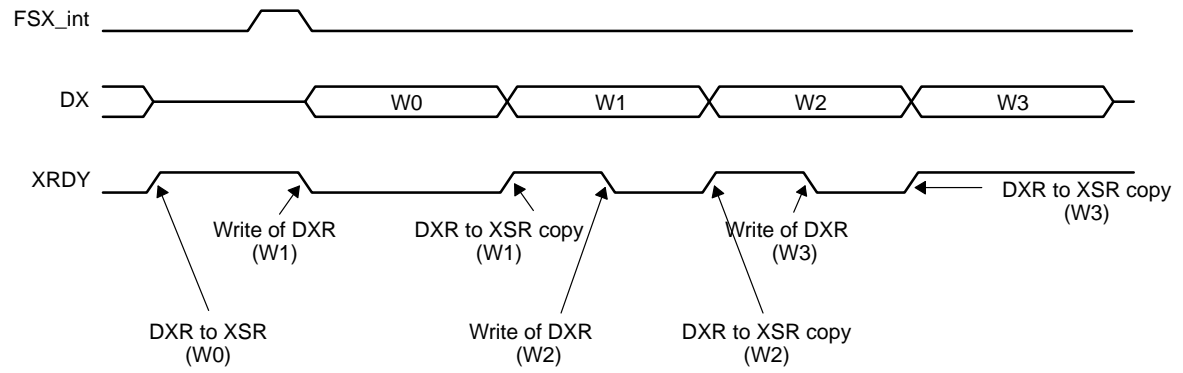 FSX_int
DX
W0
W1
W2
W3
XRDY
Write of DXR
(W1)
DXR to XSR copy
(W1)
Write of DXR
(W3)
DXR to XSR copy
(W3)
DXR to XSR
(W0)
Write of DXR
(W2)
DXR to XSR copy
(W2)